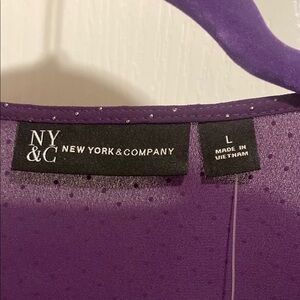 NY
&C NEW YORK & COMPANY
L
MADE IN
VIETNAM